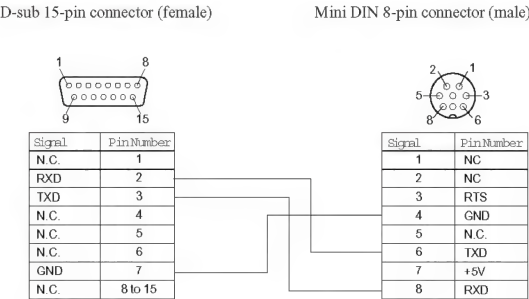 D-sub 15-pin connector (female)
Mini DIN 8-pin connector (male)
1 8
9 15
2 1
5 3
8 6
Signal Pin Number
N.C. 1
RXD 2
TXD 3
N.C. 4
N.C. 5
N.C. 6
GND 7
N.C. 8 to 15
Signal Pin Number
1 NC
2 NC
3 RTS
4 GND
5 N.C.
6 TXD
7 +5V
8 RXD